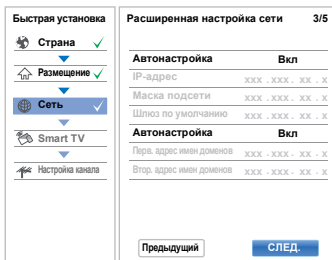 Быстрая установка
Страна
Размещение
Сеть
Smart TV
Настройка канала
Расширенная настройка сети 3/5
Автонастройка Вкл
IP-адрес xxx . xxx . xx . x
Маска подсети xxx . xxx . xx . x
Шлюз по умолчанию xxx . xxx . xx . x
Автонастройка Вкл
Перв. адрес имен доменов xxx . xxx . xx . x
Втор. адрес имен доменов xxx . xxx . xx . x
Предыдущий СЛЕД.